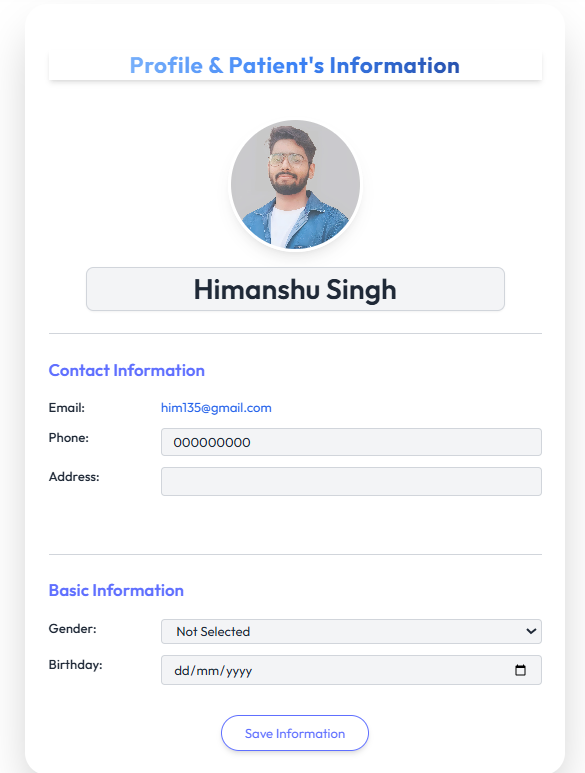 Profile & Patient's Information
Himanshu Singh
Contact Information
Email: him135@gmail.com
Phone: 000000000
Address:
Basic Information
Gender: Not Selected
Birthday: dd/mm/yyyy
Save Information